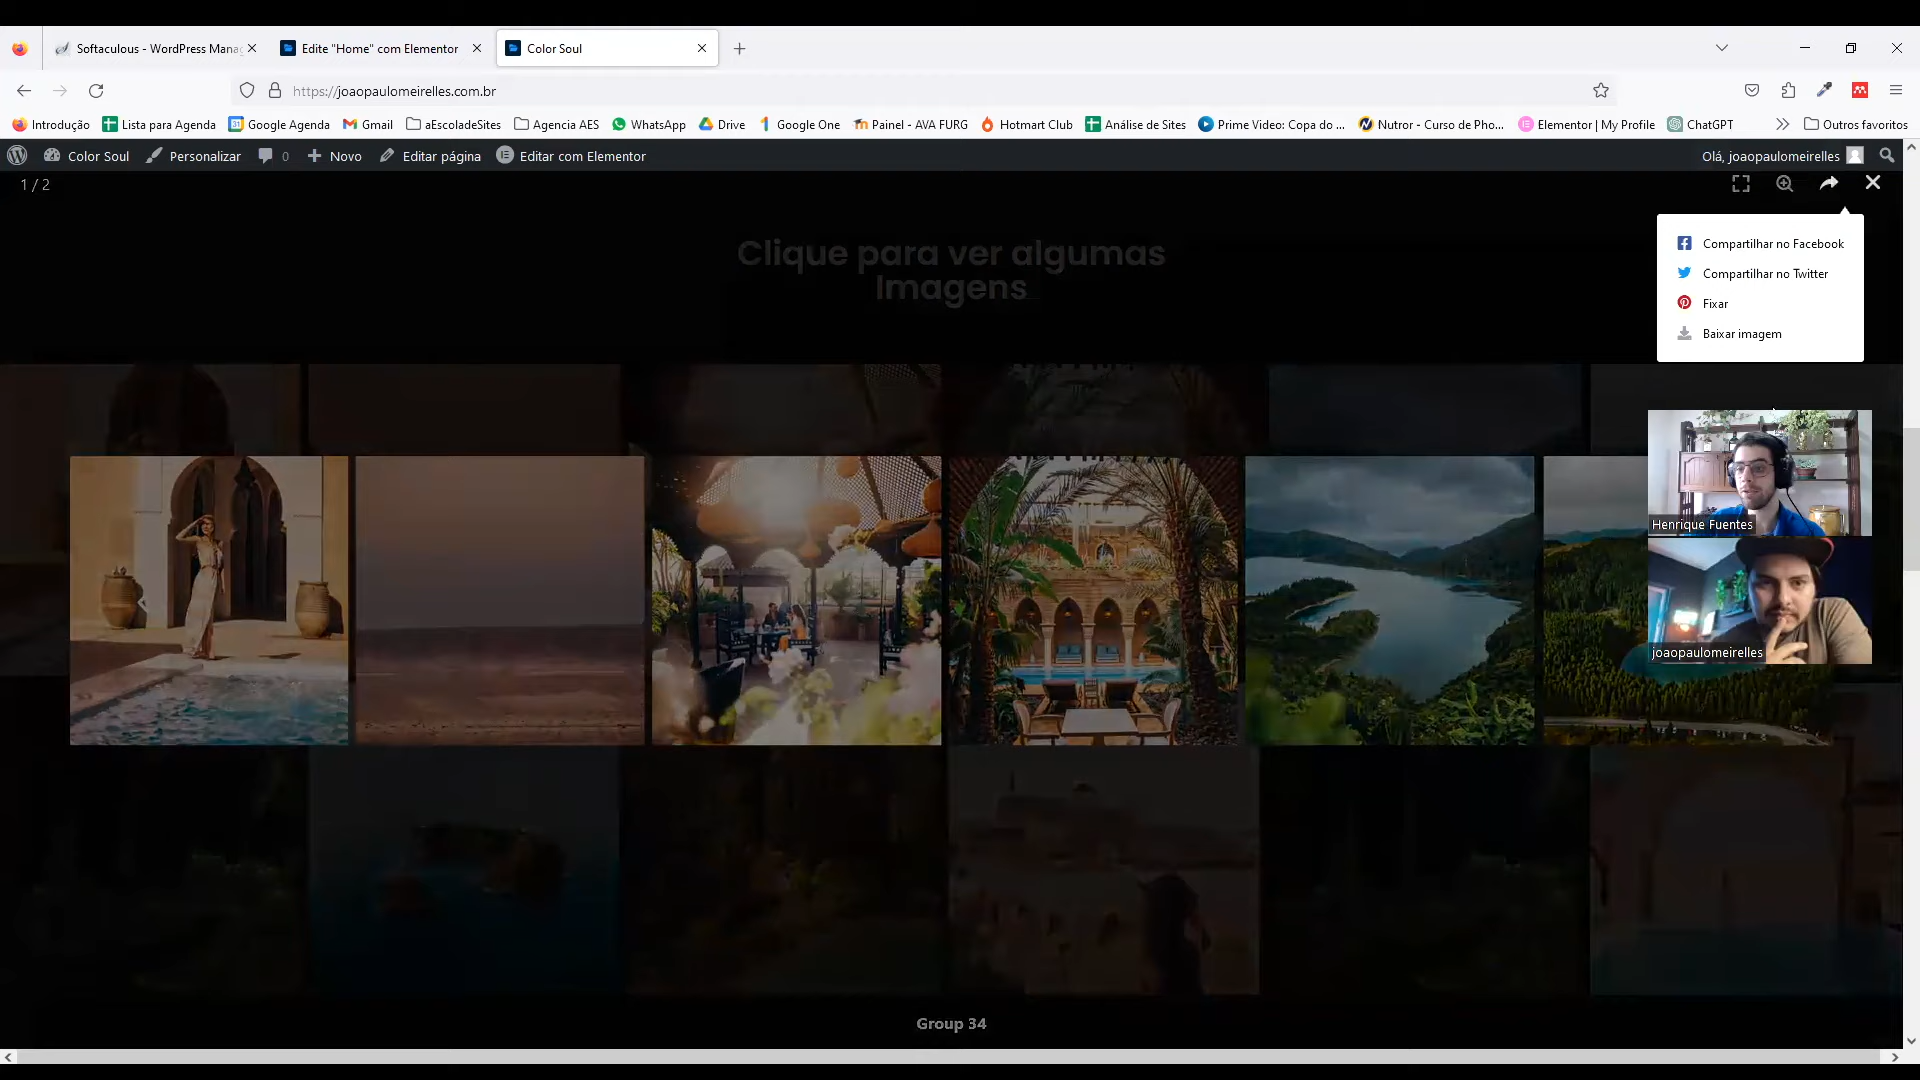 Softaculous - WordPress Mana
Edite "Home" com Elementor
Color Soul
https://joaopaulomeirelles.com.br
Introdução
Lista para Agenda
Google Agenda
Gmail
aEscoladeSites
Agencia AES
WhatsApp
Drive
Google One
Painel - AVA FURG
Hotmart Club
Análise de Sites
Prime Video: Copa do ...
Nutror - Curso de Pho...
Elementor | My Profile
ChatGPT
Outros favoritos
Color Soul
Personalizar
0
Novo
Editar página
Editar com Elementor
Olá, joaopaulomeirelles
1 / 2
Clique para ver algumas
Imagens
Compartilhar no Facebook
Compartilhar no Twitter
Fixar
Baixar imagem
Henrique Fuentes
joaopaulomeirelles
Group 34